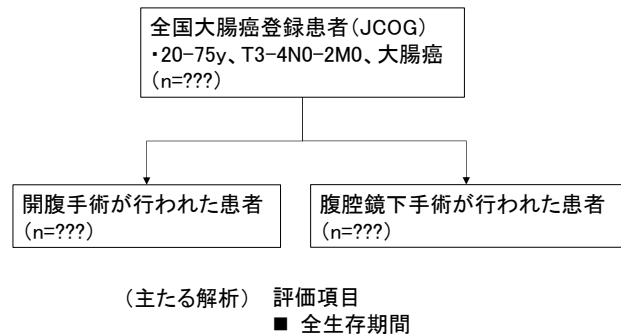 全国大腸癌登録患者(JCOG)
・20-75y、T3-4N0-2M0、大腸癌
(n=???)
開腹手術が行われた患者
(n=???)
腹腔鏡下手術が行われた患者
(n=???)
(主たる解析) 評価項目
■ 全生存期間